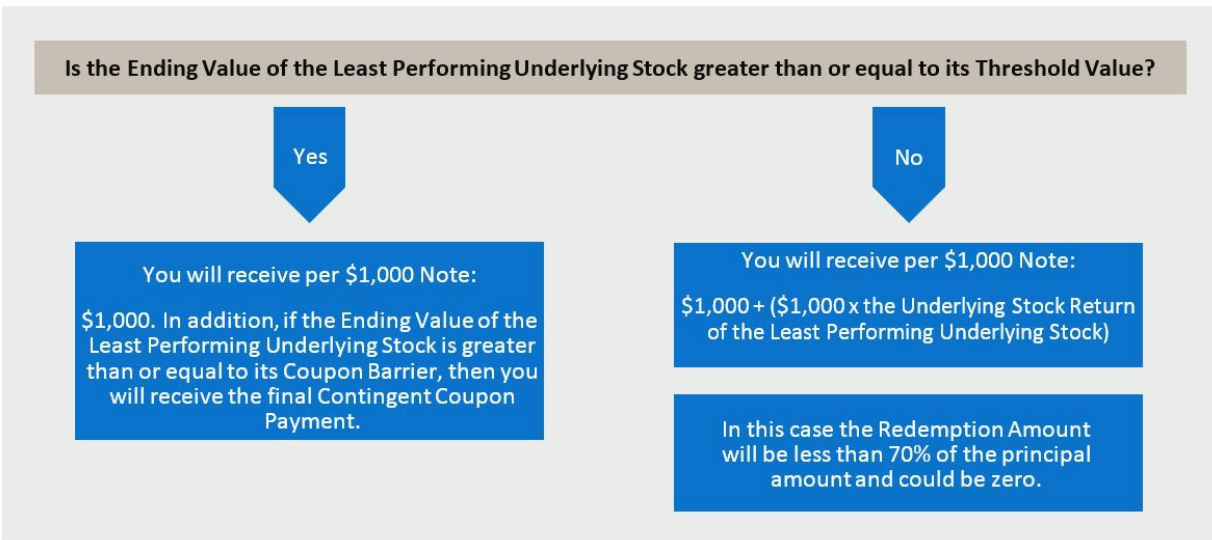 Is the Ending Value of the Least Performing Underlying Stock greater than or equal to its Threshold Value?
Yes
No
You will receive per $1,000 Note:
$1,000. In addition, if the Ending Value of the
Least Performing Underlying Stock is greater
than or equal to its Coupon Barrier, then you
will receive the final Contingent Coupon
Payment.
You will receive per $1,000 Note:
$1,000 + ($1,000 x the Underlying Stock Return
of the Least Performing Underlying Stock)
In this case the Redemption Amount
will be less than 70% of the principal
amount and could be zero.